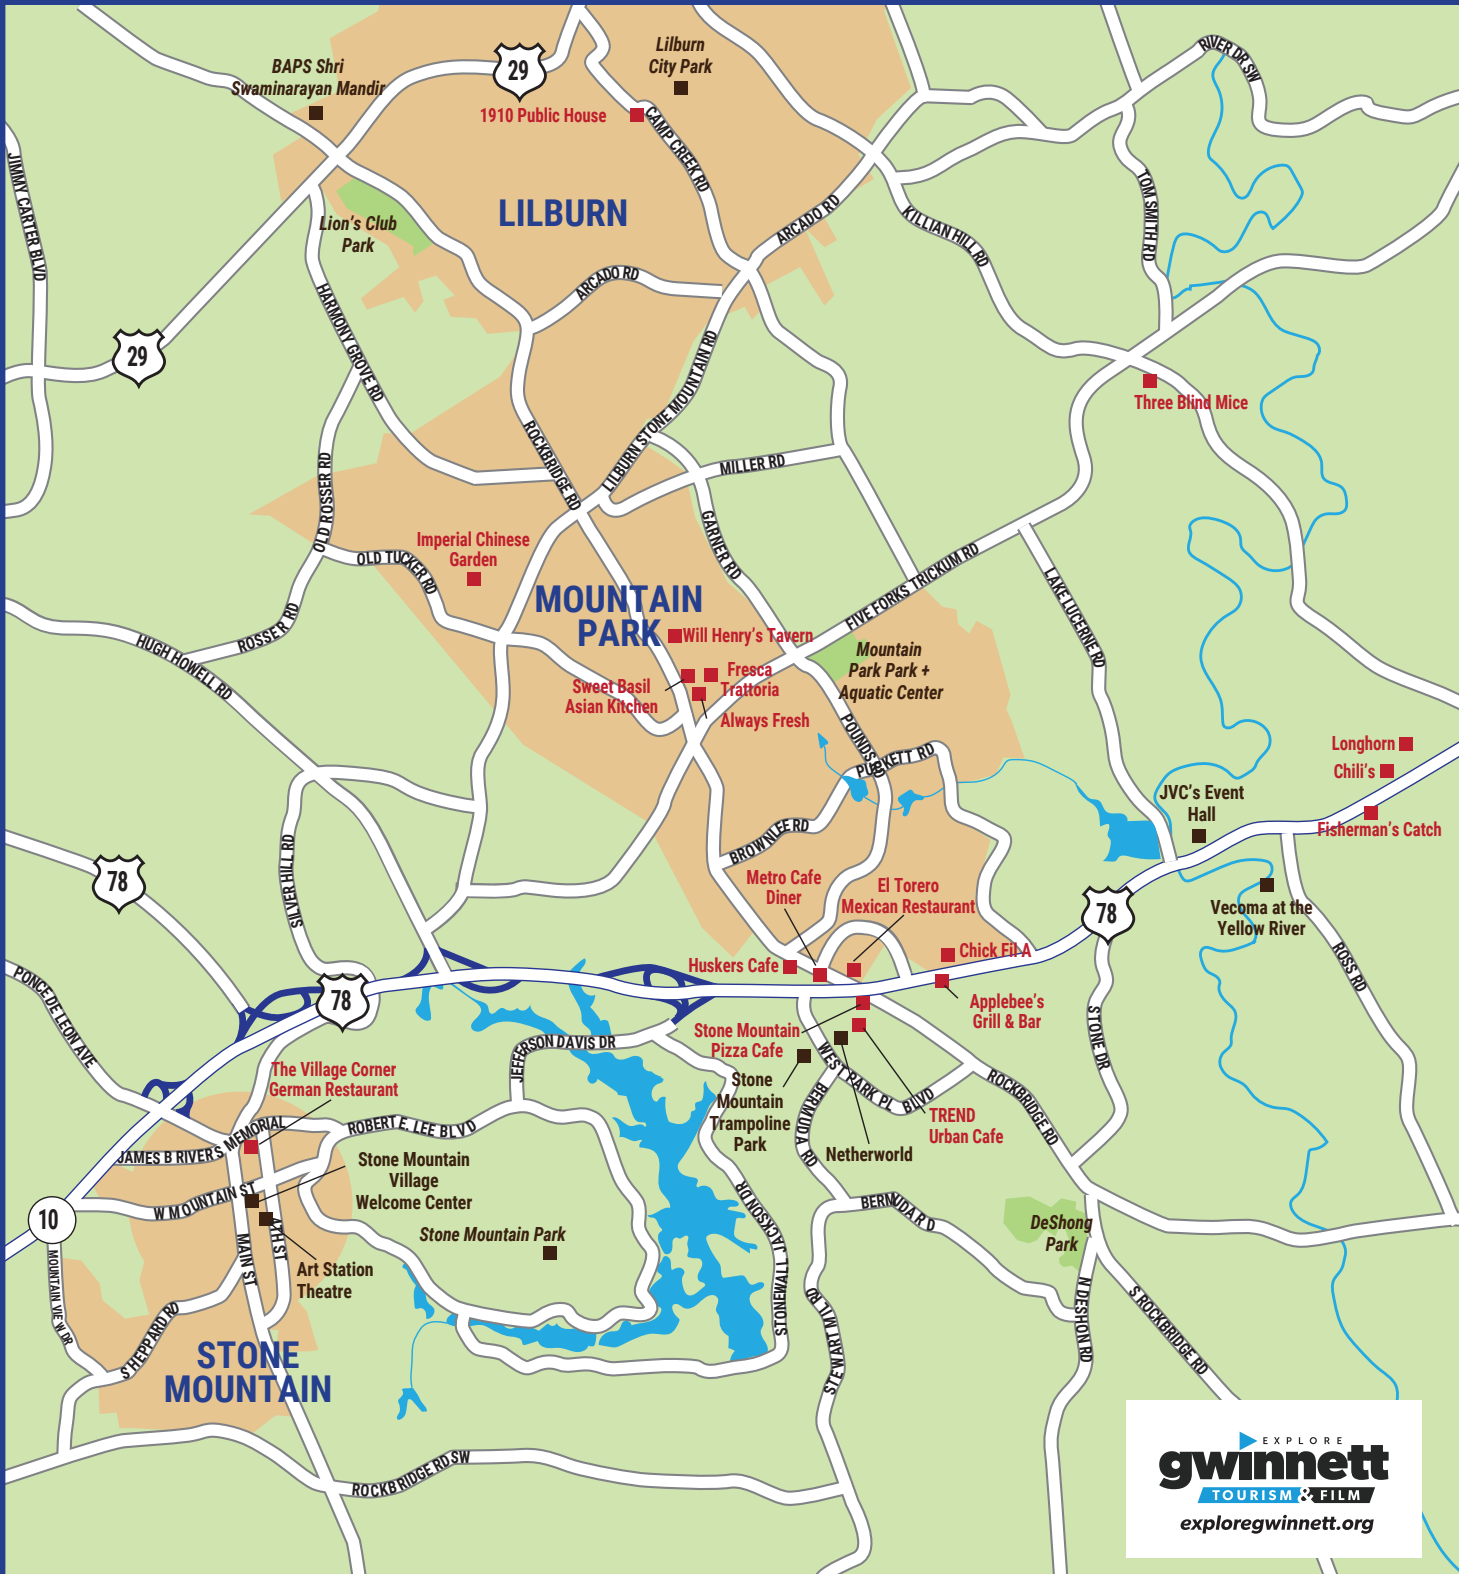 BAPS Shri
Swaminarayan Mandir
29
Lilburn
City Park
RIVER DR SW
1910 Public House
CAMP CREEK RD
JIMMY CARTER BLVD
LILBURN
Lion's Club
Park
ARCADO RD
KILLIAN HILL RD
TOM SMITH RD
ARCADO RD
HARMONY GROVE RD
29
LILBURN STONE MOUNTAIN RD
Three Blind Mice
ROCKBRIDGE RD
MILLER RD
OLD ROSSER RD
GARNER RD
Imperial Chinese
Garden
OLD TUCKER RD
FIVE FORKS TRICKUM RD
LAKE LUCERNE RD
MOUNTAIN
PARK
ROSSER RD
HUGH HOWELL RD
Will Henry's Tavern
Mountain
Park Park +
Aquatic Center
Fresca
Trattoria
Sweet Basil
Asian Kitchen
Always Fresh
POUNDS RD
PUCKETT RD
Longhorn
Chili's
JVC's Event
Hall
Fisherman's Catch
BROWNLEE RD
SILVER HILL RD
78
Metro Cafe
Diner
El Torero
Mexican Restaurant
78
Vecoma at the
Yellow River
Chick Fil A
Huskers Cafe
ROSS RD
PONCE DE LEON AVE
78
Applebee's
Grill & Bar
Stone Mountain
Pizza Cafe
STONE DR
JEFFERSON DAVIS DR
The Village Corner
German Restaurant
WEST PARK PL BLVD
Stone
Mountain
Trampoline
Park
BERMUDA RD
ROCKBRIDGE RD
TREND
Urban Cafe
Netherworld
JAMES B RIVERS MEMORIAL
ROBERT E. LEE BLVD
Stone Mountain
Village
Welcome Center
W MOUNTAIN ST
STONEWALL JACKSON DR
BERMUDA RD
10
Stone Mountain Park
DeShong
Park
4TH ST
MAIN ST
Art Station
Theatre
MOUNTAIN VIEW DR
S HEPPARD RD
STEWART MIL RD
N DESHON RD
S ROCKBRIDGE RD
STONE
MOUNTAIN
ROCKBRIDGE RD SW
EXPLORE
gwinnett
TOURISM & FILM
exploregwinnett.org